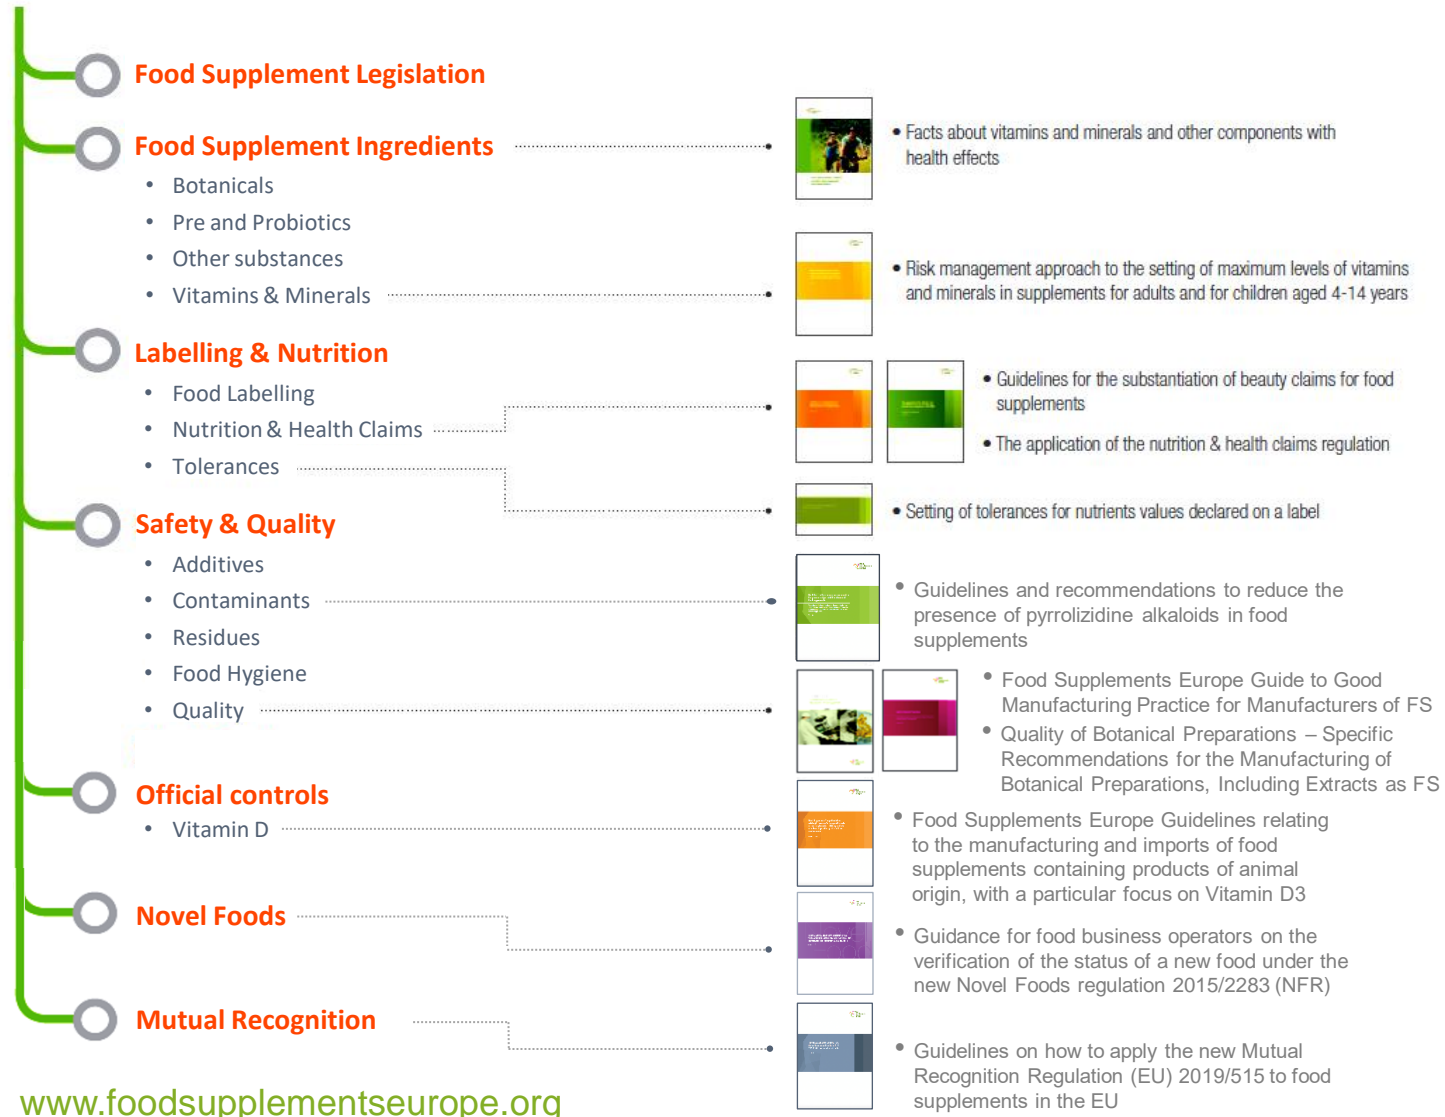 Food Supplement Legislation
Food Supplement Ingredients
• Botanicals
• Pre and Probiotics
• Other substances
• Vitamins & Minerals
Labelling & Nutrition
• Food Labelling
• Nutrition & Health Claims
• Tolerances
Safety & Quality
• Additives
• Contaminants
• Residues
• Food Hygiene
• Quality
Official controls
• Vitamin D
Novel Foods
Mutual Recognition
www.foodsupplementseurope.org
• Facts about vitamins and minerals and other components with
health effects
• Risk management approach to the setting of maximum levels of vitamins
and minerals in supplements for adults and for children aged 4-14 years
• Guidelines for the substantiation of beauty claims for food
supplements
• The application of the nutrition & health claims regulation
• Setting of tolerances for nutrients values declared on a label
• Guidelines and recommendations to reduce the
presence of pyrrolizidine alkaloids in food
supplements
• Food Supplements Europe Guide to Good
Manufacturing Practice for Manufacturers of FS
• Quality of Botanical Preparations – Specific
Recommendations for the Manufacturing of
Botanical Preparations, Including Extracts as FS
• Food Supplements Europe Guidelines relating
to the manufacturing and imports of food
supplements containing products of animal
origin, with a particular focus on Vitamin D3
• Guidance for food business operators on the
verification of the status of a new food under the
new Novel Foods regulation 2015/2283 (NFR)
• Guidelines on how to apply the new Mutual
Recognition Regulation (EU) 2019/515 to food
supplements in the EU